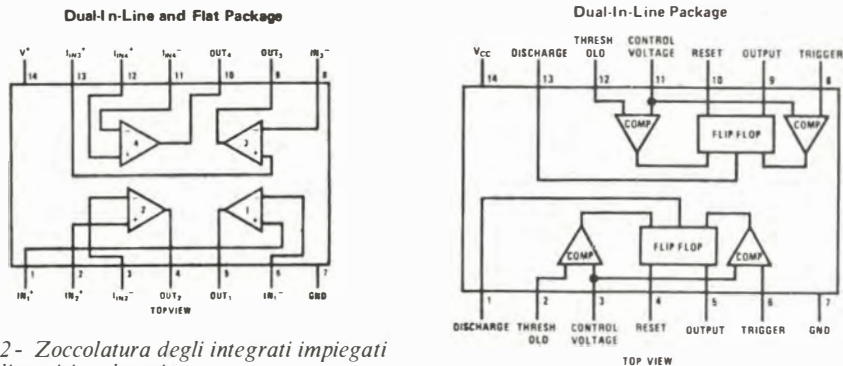 Dual-In-Line and Flat Package
V+ IIN3+ IIN4+ IIN4- OUT4 OUT3 IN3-
14 13 12 11 10 9 8
4 3
2 1
1 2 3 4 5 6 7
IN1+ IN2+ IIN2- OUT2 OUT1 IN1- GND
TOP VIEW
2 - Zoccolatura degli integrati impiegati
Dual-In-Line Package
VCC DISCHARGE THRESH OLD CONTROL VOLTAGE RESET OUTPUT TRIGGER
14 13 12 11 10 9 8
COMP FLIP FLOP COMP
COMP FLIP FLOP COMP
1 2 3 4 5 6 7
DISCHARGE THRESH OLD CONTROL VOLTAGE RESET OUTPUT TRIGGER GND
TOP VIEW